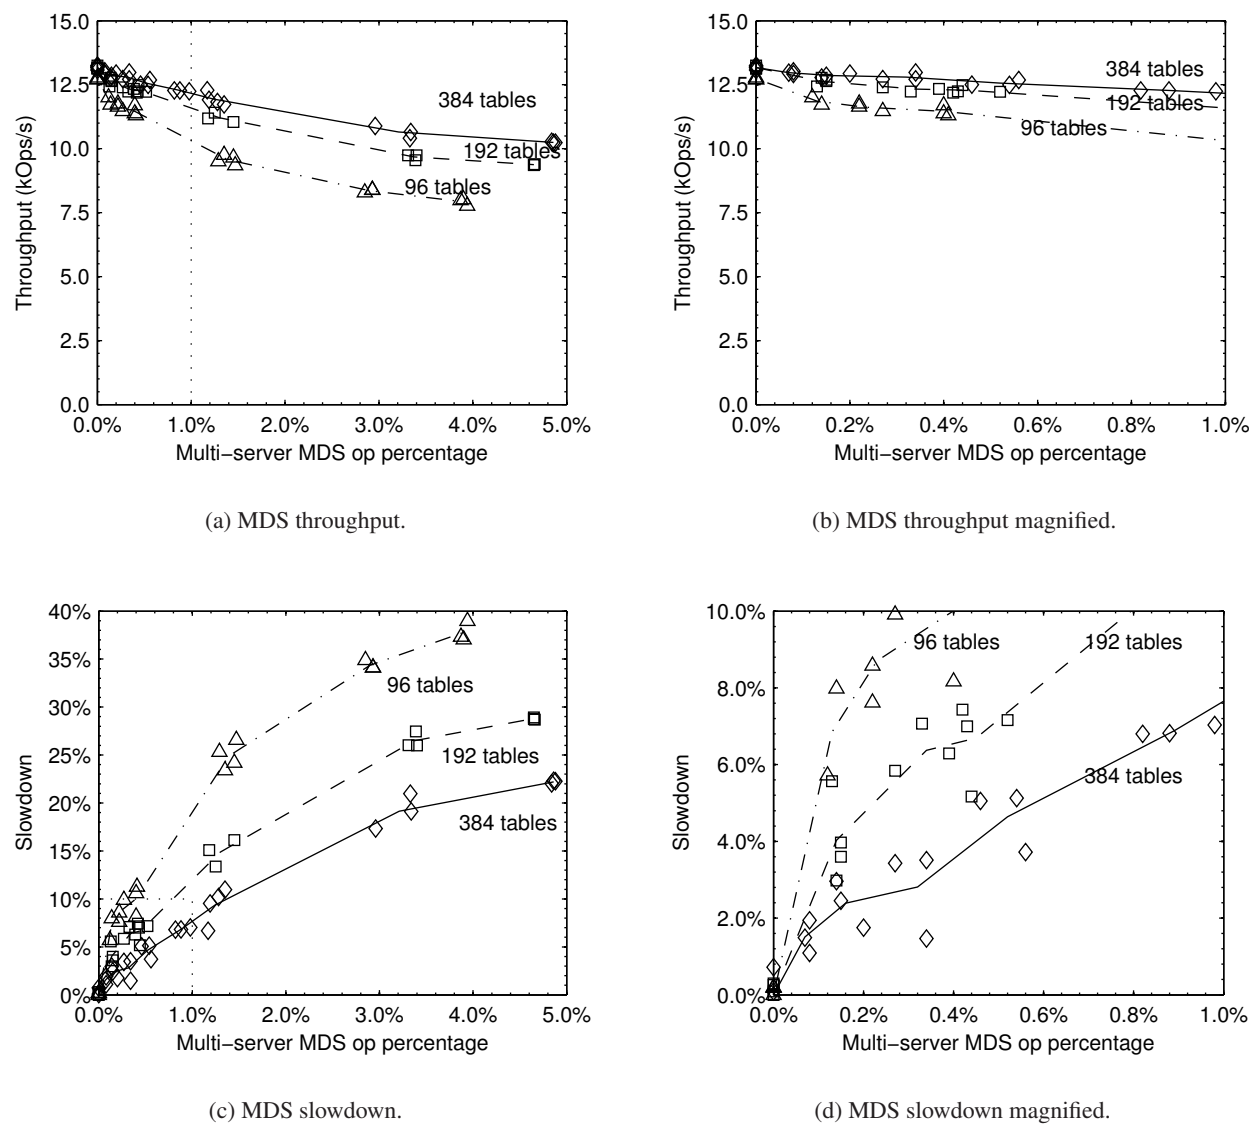 15.0
12.5
10.0
7.5
5.0
2.5
0.0
Throughput (kOps/s)
384 tables
192 tables
96 tables
0.0% 1.0% 2.0% 3.0% 4.0% 5.0%
Multi−server MDS op percentage
(a) MDS throughput.
15.0
12.5
10.0
7.5
5.0
2.5
0.0
Throughput (kOps/s)
384 tables
192 tables
96 tables
0.0% 0.2% 0.4% 0.6% 0.8% 1.0%
Multi−server MDS op percentage
(b) MDS throughput magnified.
40%
35%
30%
25%
20%
15%
10%
5%
0%
Slowdown
96 tables
192 tables
384 tables
0.0% 1.0% 2.0% 3.0% 4.0% 5.0%
Multi−server MDS op percentage
(c) MDS slowdown.
10.0%
8.0%
6.0%
4.0%
2.0%
0.0%
Slowdown
96 tables
192 tables
384 tables
0.0% 0.2% 0.4% 0.6% 0.8% 1.0%
Multi−server MDS op percentage
(d) MDS slowdown magnified.